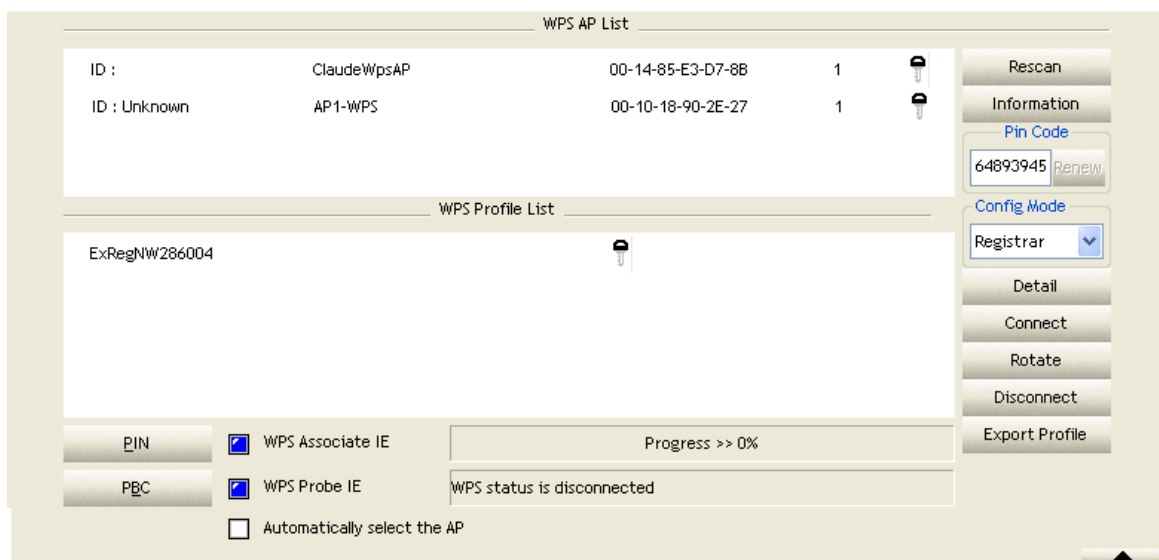 WPS AP List
ID : ClaudeWpsAP 00-14-85-E3-D7-8B 1
ID : Unknown AP1-WPS 00-10-18-90-2E-27 1
Rescan
Information
Pin Code
64893945 Renew
WPS Profile List
ExRegNW286004
Config Mode
Registrar
Detail
Connect
Rotate
Disconnect
Export Profile
PIN WPS Associate IE Progress >> 0%
PBC WPS Probe IE WPS status is disconnected
Automatically select the AP